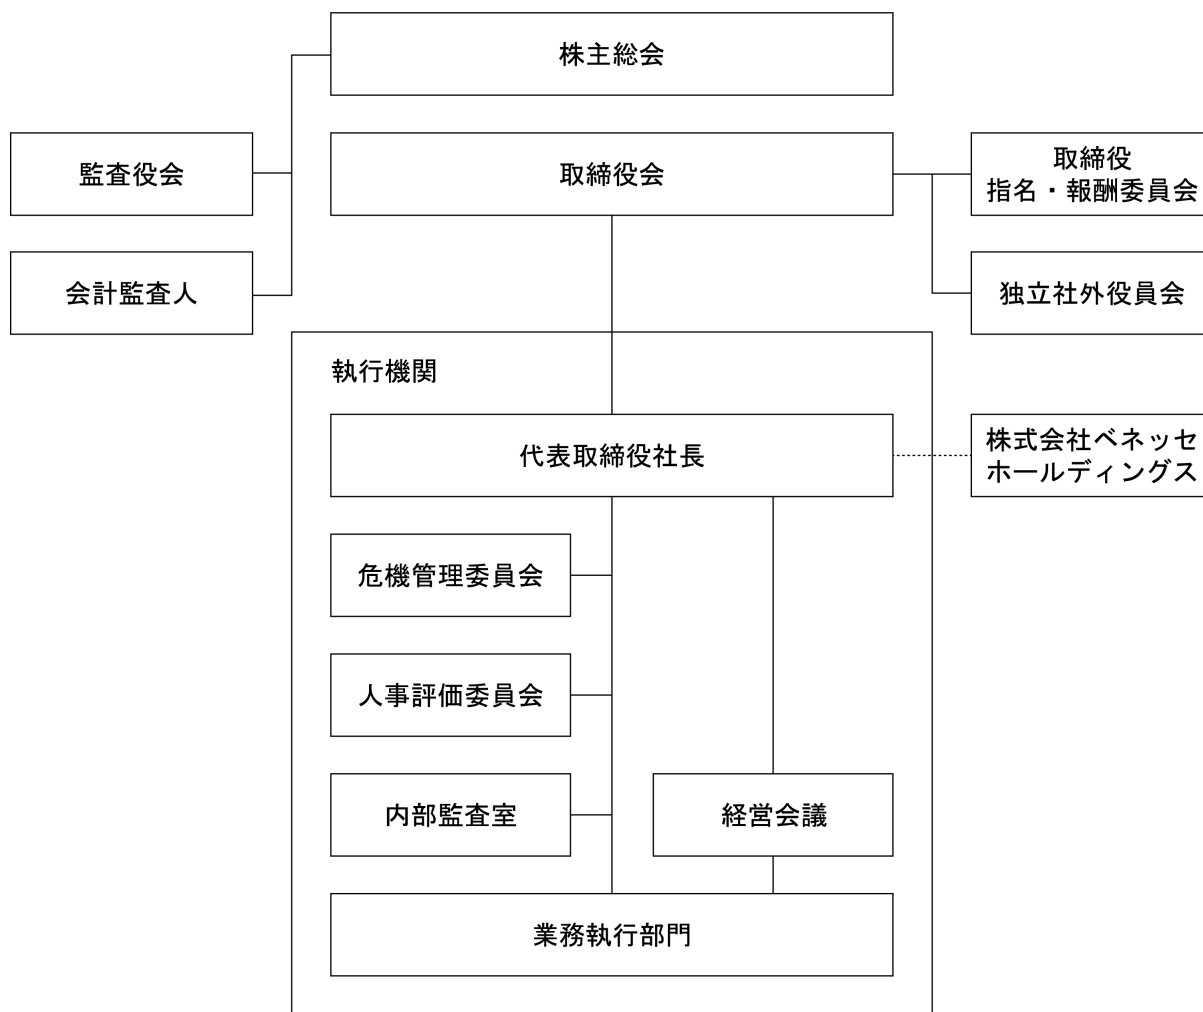 株主総会
監査役会
取締役会
取締役
指名・報酬委員会
会計監査人
独立社外役員会
執行機関
代表取締役社長
株式会社ベネッセ
ホールディングス
危機管理委員会
人事評価委員会
内部監査室
経営会議
業務執行部門